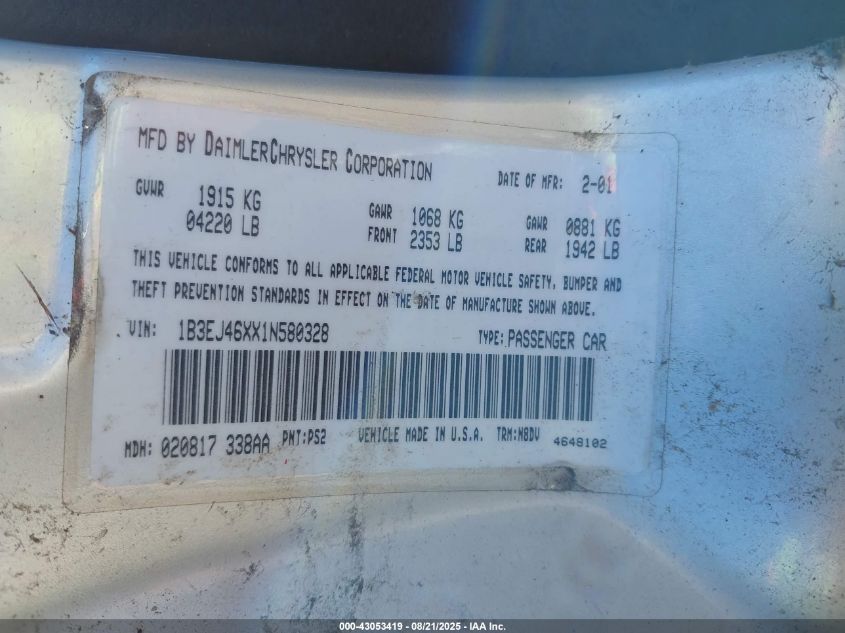 MFD BY DAIMLERCHRYSLER CORPORATION DATE OF MFR: 2-01
GVWR 1915 KG 04220 LB
GAWR FRONT 1068 KG 2353 LB
GAWR REAR 0881 KG 1942 LB
THIS VEHICLE CONFORMS TO ALL APPLICABLE FEDERAL MOTOR VEHICLE SAFETY, BUMPER AND
THEFT PREVENTION STANDARDS IN EFFECT ON THE DATE OF MANUFACTURE SHOWN ABOVE.
VIN: 1B3EJ46XX1N580328 TYPE: PASSENGER CAR
MDH: 020817 338AA PNT:PS2 VEHICLE MADE IN U.S.A. TRM:N8DV 4648102
000-43053419 - 08/21/2025 - IAA Inc.